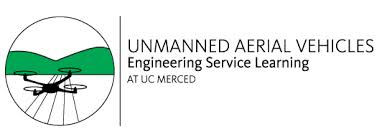 UNMANNED AERIAL VEHICLES
Engineering Service Learning
AT UC MERCED